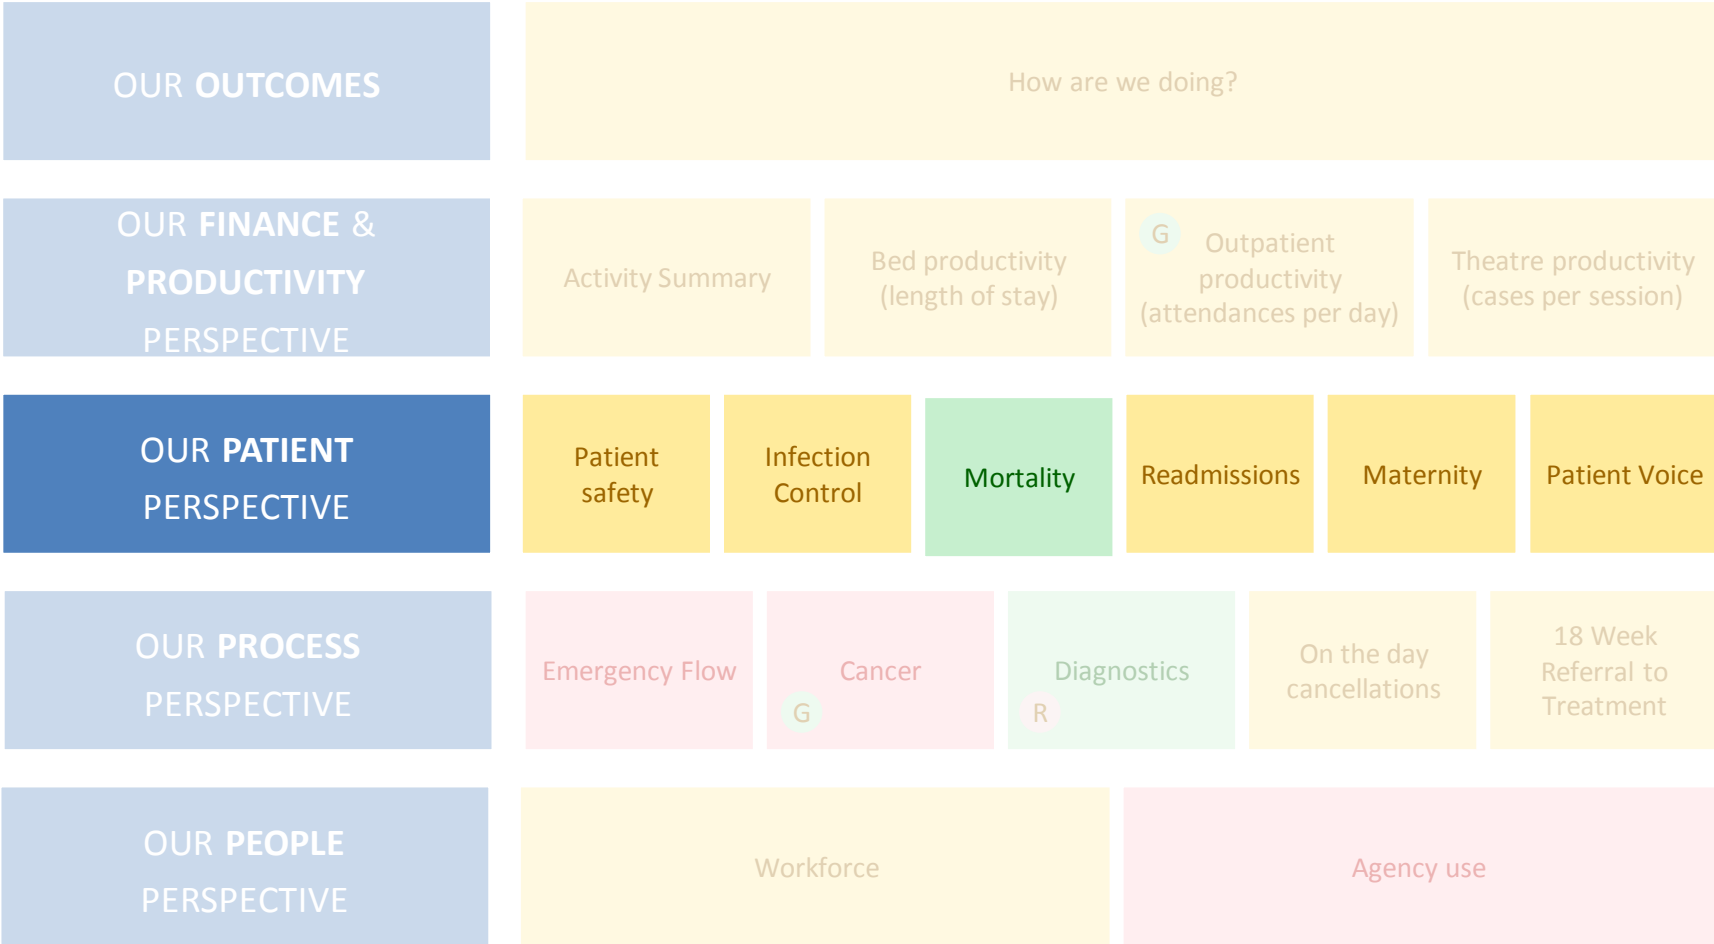 OUR OUTCOMES
How are we doing?
OUR FINANCE &
PRODUCTIVITY
PERSPECTIVE
Activity Summary
Bed productivity
(length of stay)
G
Outpatient
productivity
(attendances per day)
Theatre productivity
(cases per session)
OUR PATIENT
PERSPECTIVE
Patient
safety
Infection
Control
Mortality
Readmissions
Maternity
Patient Voice
OUR PROCESS
PERSPECTIVE
Emergency Flow
Cancer
G
Diagnostics
R
On the day
cancellations
18 Week
Referral to
Treatment
OUR PEOPLE
PERSPECTIVE
Workforce
Agency use